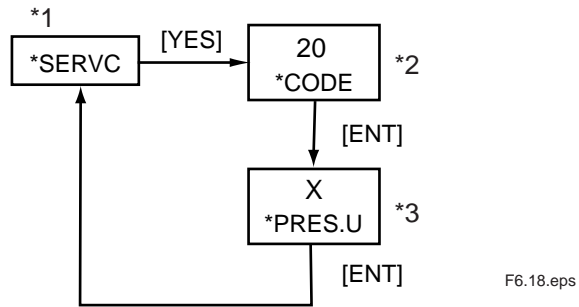 *1
*SERVC
[YES]
20
*CODE
*2
[ENT]
X
*PRES.U
*3
[ENT]
F6.18.eps